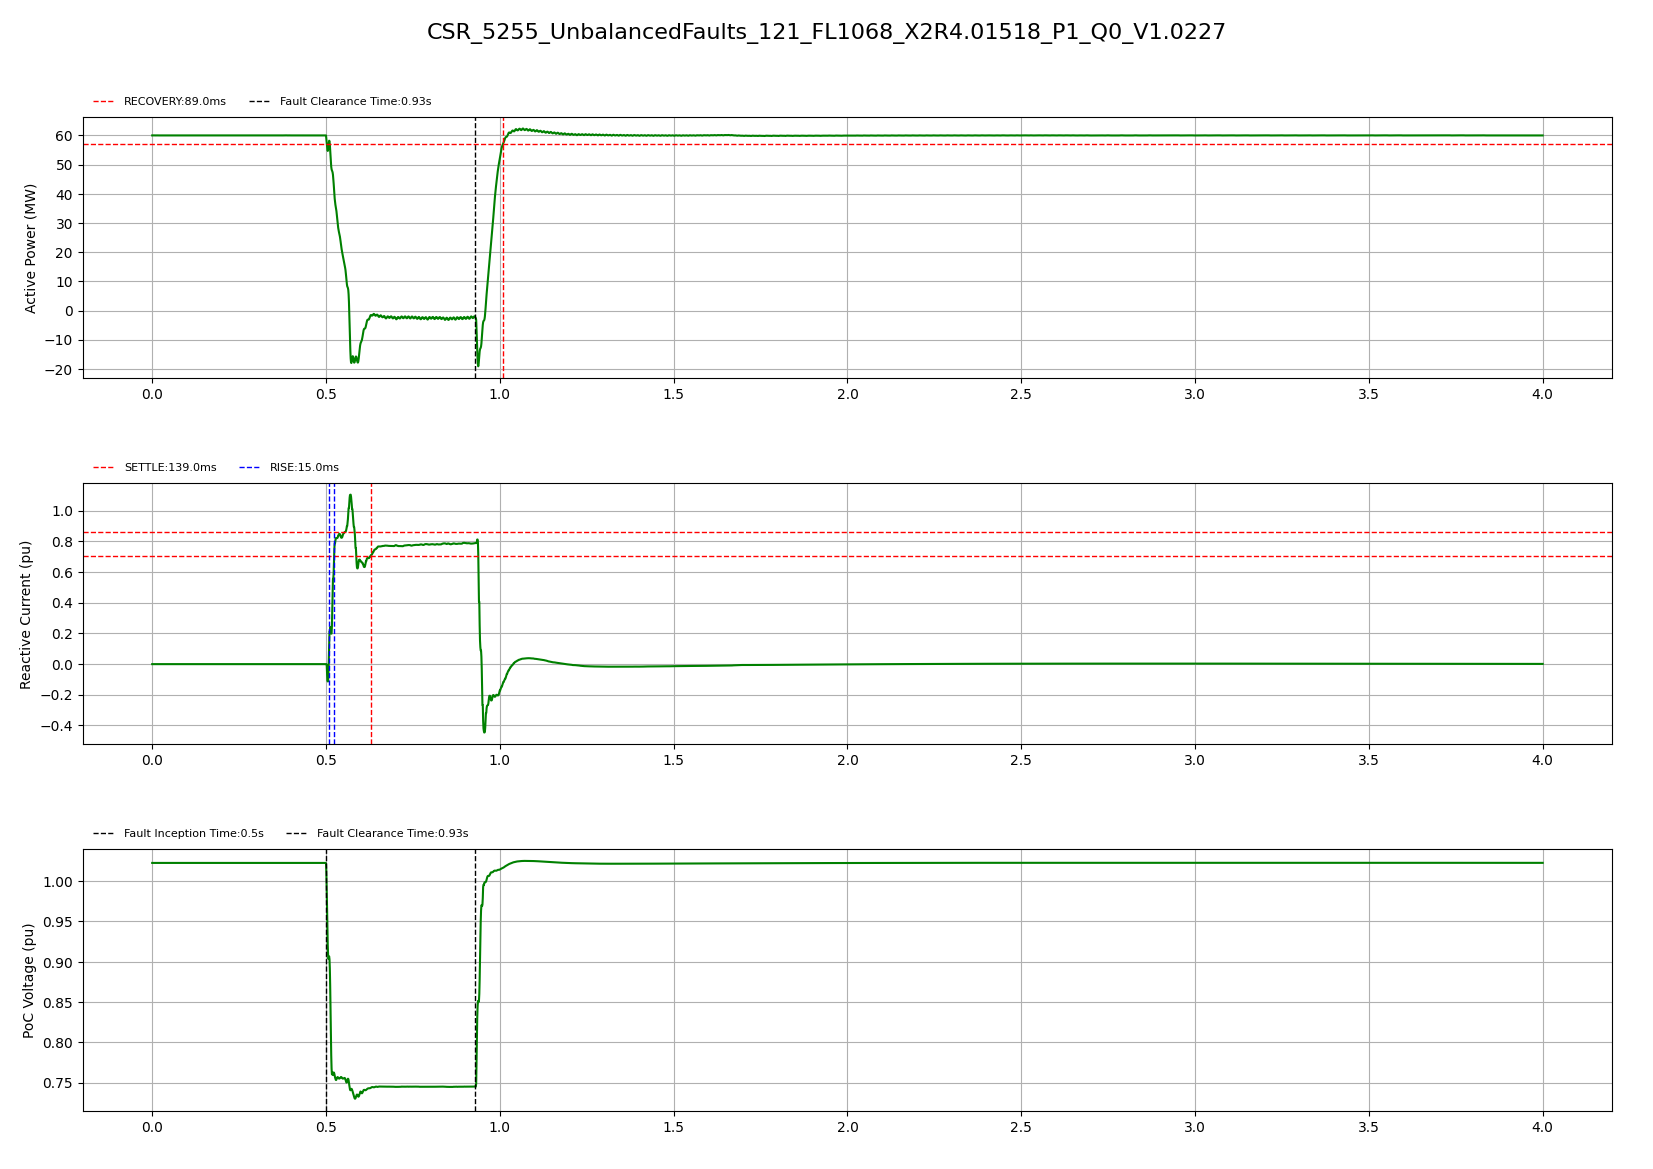 CSR_5255_UnbalancedFaults_121_FL1068_X2R4.01518_P1_Q0_V1.0227
RECOVERY:89.0ms Fault Clearance Time:0.93s
Active Power (MW)
60
50
40
30
20
10
0
−10
−20
0.0 0.5 1.0 1.5 2.0 2.5 3.0 3.5 4.0
SETTLE:139.0ms RISE:15.0ms
Reactive Current (pu)
1.0
0.8
0.6
0.4
0.2
0.0
−0.2
−0.4
0.0 0.5 1.0 1.5 2.0 2.5 3.0 3.5 4.0
Fault Inception Time:0.5s Fault Clearance Time:0.93s
PoC Voltage (pu)
1.00
0.95
0.90
0.85
0.80
0.75
0.0 0.5 1.0 1.5 2.0 2.5 3.0 3.5 4.0